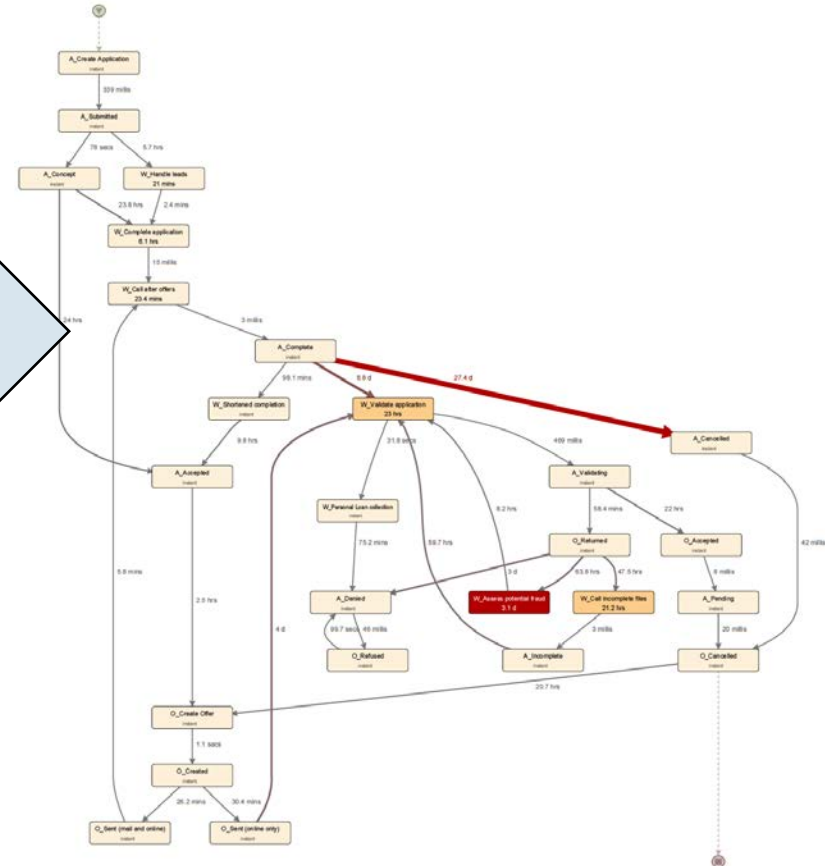 A_Create Application
instant
339 millis
A_Submitted
instant
78 secs
5.7 hrs
A_Concept
instant
W_Handle leads
21 mins
23.8 hrs
2.4 mins
W_Complete application
6.1 hrs
15 millis
W_Call after offers
23.4 mins
24 hrs
3 millis
A_Complete
instant
98.1 mins
27.4 d
W_Shortened completion
instant
W_Validate application
23 hrs
A_Cancelled
instant
9.8 hrs
31.8 secs
469 millis
A_Accepted
instant
A_Validating
instant
W_Personal Loan collection
instant
8.2 hrs
58.4 mins
22 hrs
42 millis
58.7 hrs
O_Returned
instant
O_Accepted
instant
75.2 mins
3 d
63.8 hrs
47.5 hrs
6 millis
5.8 mins
2.5 hrs
A_Denied
instant
W_Assess potential fraud
3.1 d
W_Call incomplete files
21.2 hrs
A_Pending
instant
4 d
99.7 secs
46 millis
3 millis
20 millis
O_Refused
instant
A_Incomplete
instant
O_Cancelled
instant
20.7 hrs
O_Create Offer
instant
1.1 secs
O_Created
instant
26.2 mins
30.4 mins
O_Sent (mail and online)
instant
O_Sent (online only)
instant